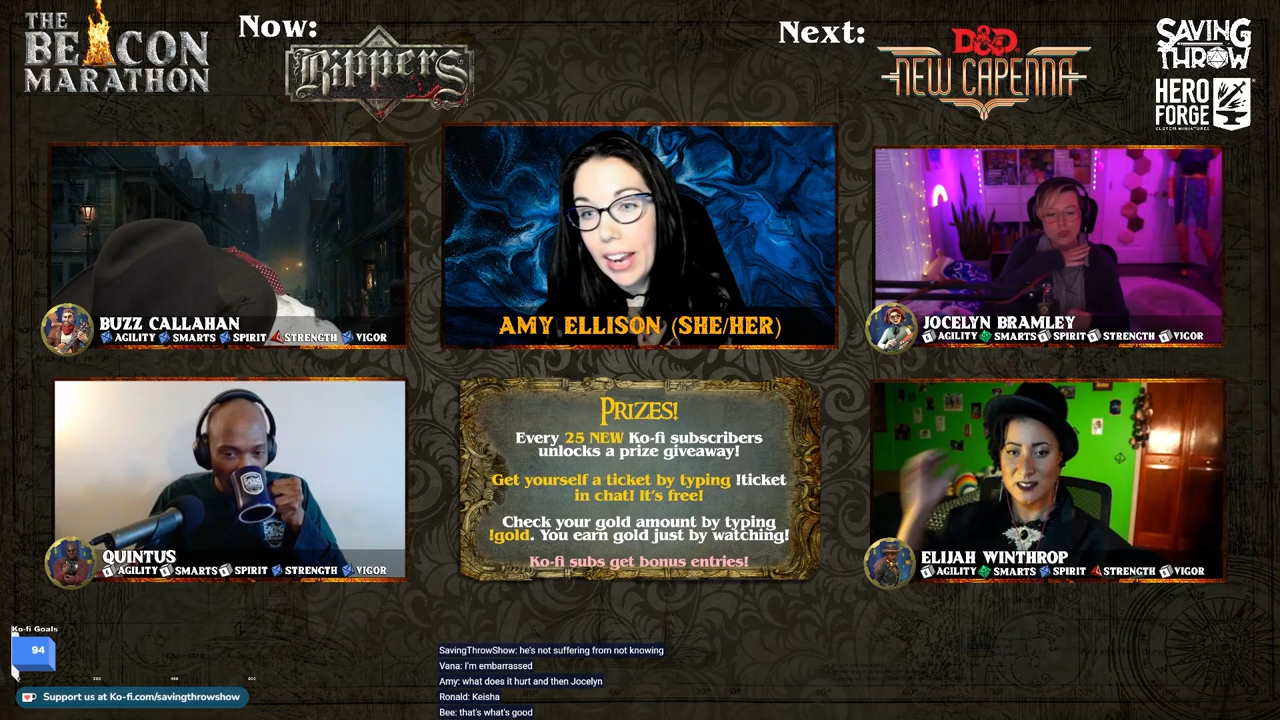 THE
BEACON
MARATHON
Now:
Rippers
Next:
D&D
NEW CAPENNA
SAVING
THROW
HERO
FORGE
CUSTOM MINIATURES
BUZZ CALLAHAN
AGILITY SMARTS SPIRIT STRENGTH VIGOR
AMY ELLISON (SHE/HER)
JOCELYN BRAMLEY
AGILITY SMARTS SPIRIT STRENGTH VIGOR
QUINTUS
AGILITY SMARTS SPIRIT STRENGTH VIGOR
PRIZES!
Every 25 NEW Ko-fi subscribers
unlocks a prize giveaway!
Get yourself a ticket by typing !ticket
in chat! It's free!
Check your gold amount by typing
!gold. You earn gold just by watching!
Ko-fi subs get bonus entries!
ELIJAH WINTHROP
AGILITY SMARTS SPIRIT STRENGTH VIGOR
Ko-fi Goals
94
200 400 500
Support us at Ko-fi.com/savingthrowshow
SavingThrowShow: he's not suffering from not knowing
Vana: I'm embarrassed
Amy: what does it hurt and then Jocelyn
Ronald: Keisha
Bee: that's what's good